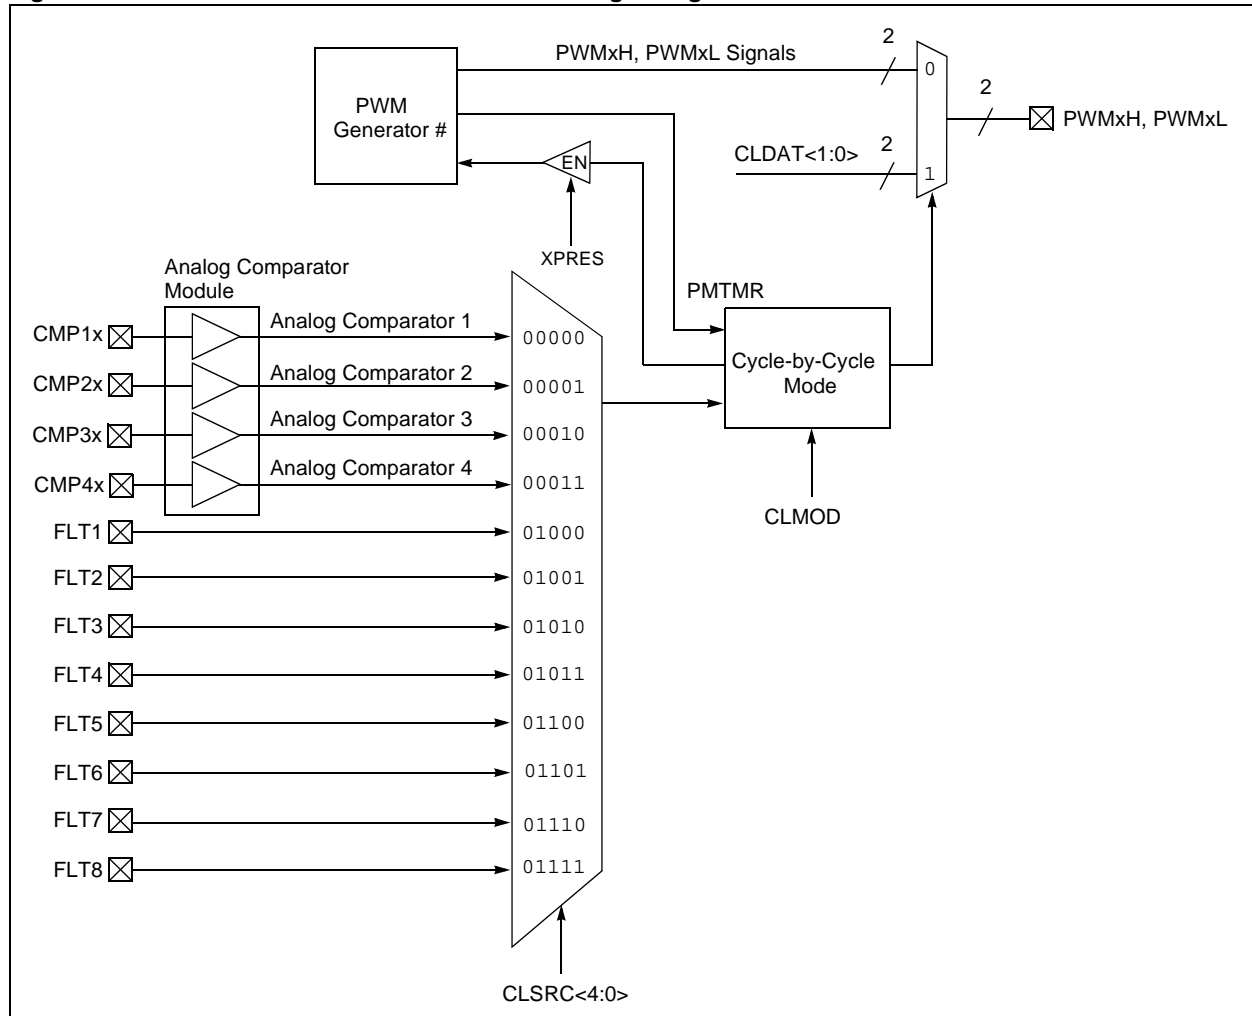 PWMxH, PWMxL Signals
2
0
2
PWM
Generator #
PWMxH, PWMxL
CLDAT<1:0>
2
1
EN
XPRES
Analog Comparator
Module
PMTMR
CMP1x
Analog Comparator 1
00000
Cycle-by-Cycle
Mode
CMP2x
Analog Comparator 2
00001
CMP3x
Analog Comparator 3
00010
CMP4x
Analog Comparator 4
00011
CLMOD
FLT1
01000
FLT2
01001
FLT3
01010
FLT4
01011
FLT5
01100
FLT6
01101
FLT7
01110
FLT8
01111
CLSRC<4:0>